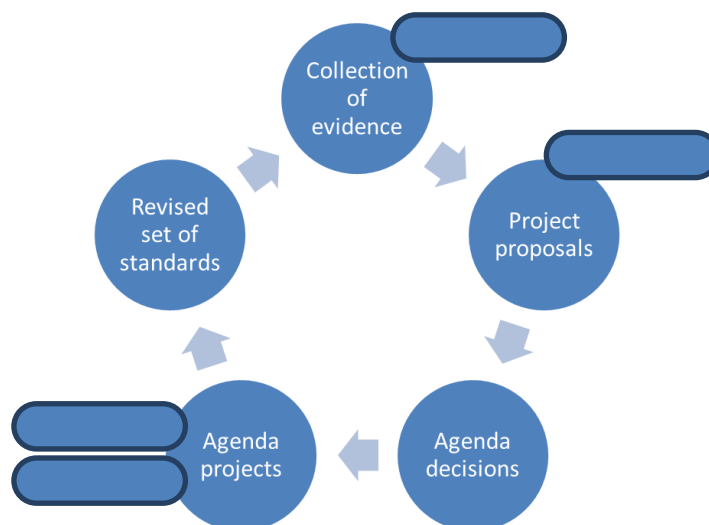 Collection
of
evidence
Project
proposals
Agenda
decisions
Agenda
projects
Revised
set of
standards